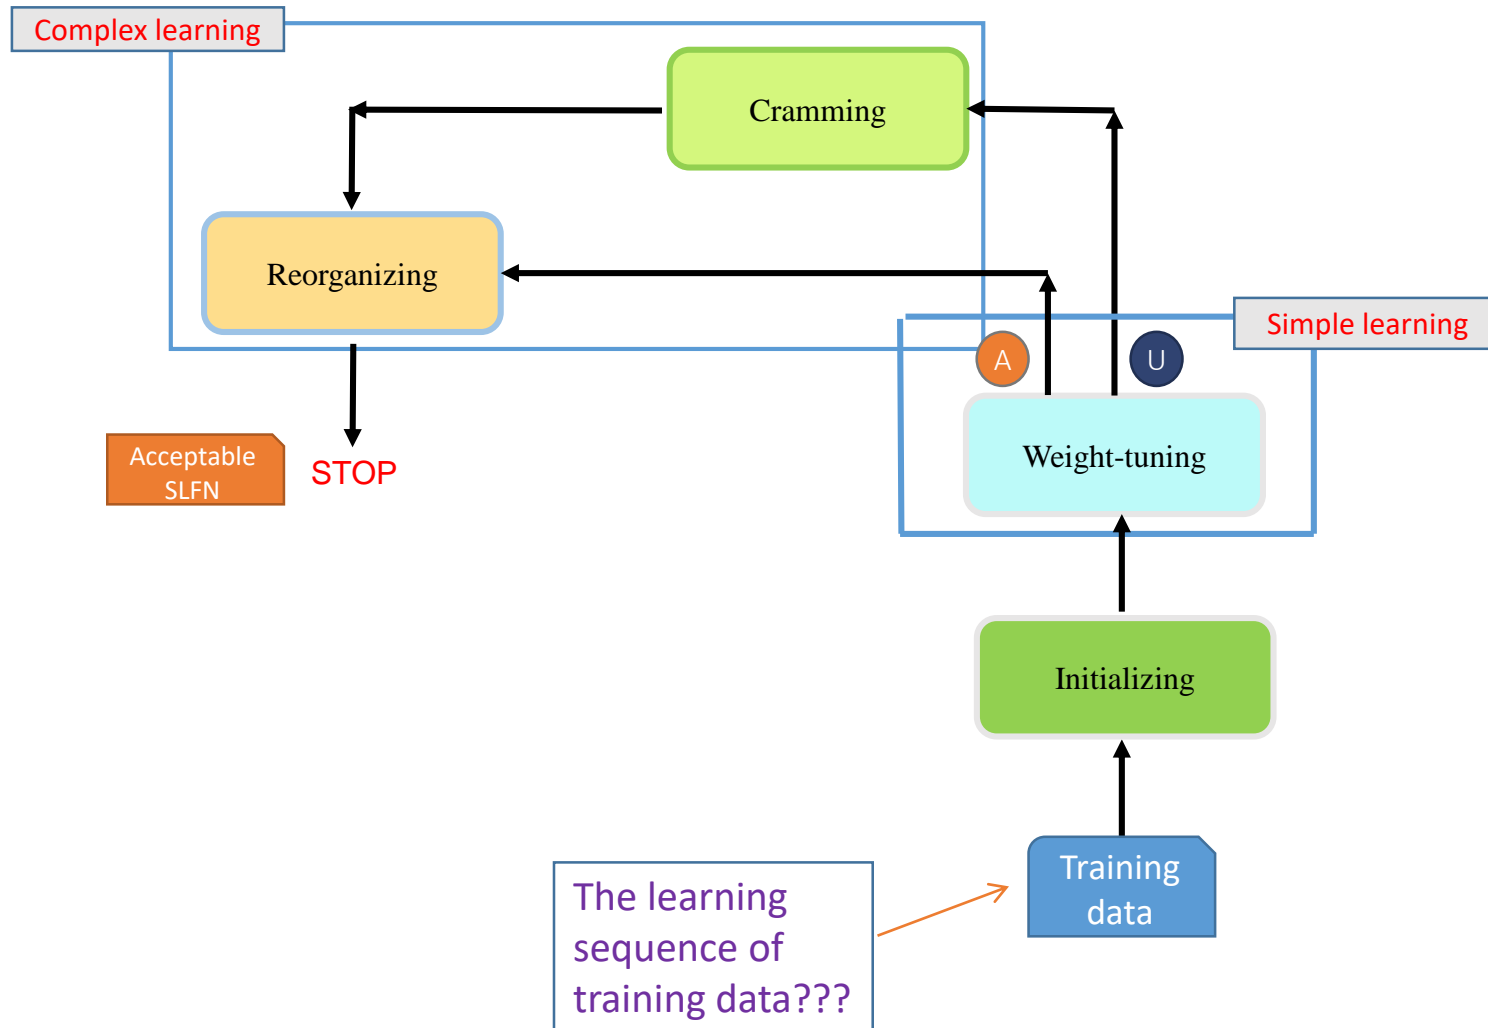 Complex learning
Cramming
Reorganizing
Simple learning
A
U
Acceptable
SLFN
STOP
Weight-tuning
Initializing
Training
data
The learning
sequence of
training data???